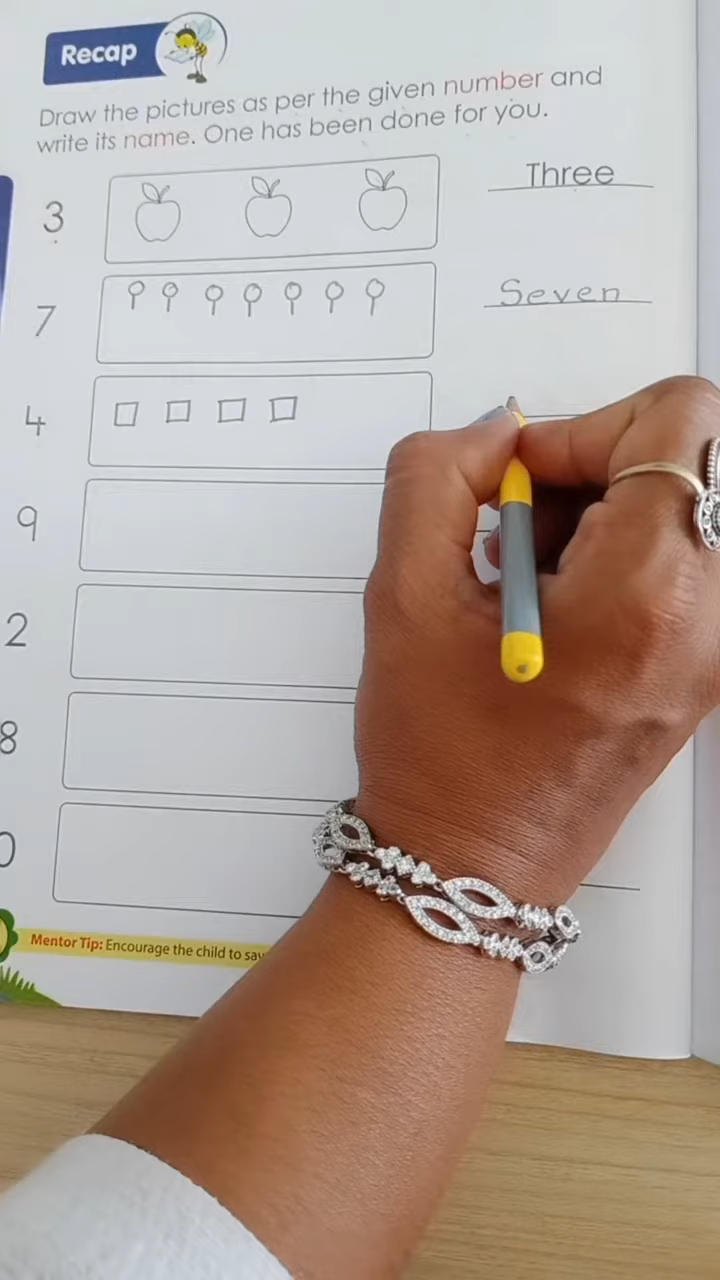 Recap
Draw the pictures as per the given number and
write its name. One has been done for you.
3 Three
7 Seven
4
9
2
8
0
Mentor Tip: Encourage the child to say